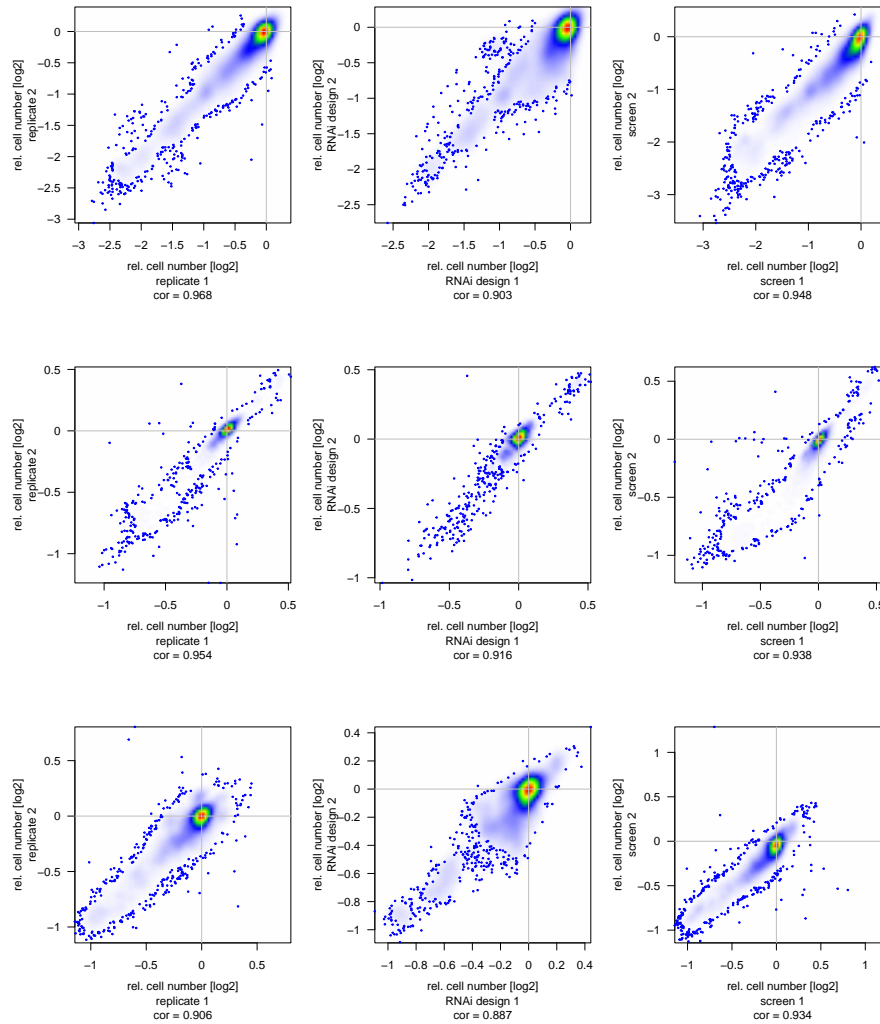 0
−0.5
−1
−1.5
−2
−2.5
−3
rel. cell number [log2]
replicate 2
−3 −2.5 −2 −1.5 −1 −0.5 0
rel. cell number [log2]
replicate 1
cor = 0.968
0
−0.5
−1
−1.5
−2
−2.5
rel. cell number [log2]
RNAi design 2
−2.5 −2 −1.5 −1 −0.5 0
rel. cell number [log2]
RNAi design 1
cor = 0.903
0
−1
−2
−3
rel. cell number [log2]
screen 2
−3 −2 −1 0
rel. cell number [log2]
screen 1
cor = 0.948
0.5
0
−0.5
−1
rel. cell number [log2]
replicate 2
−1 −0.5 0 0.5
rel. cell number [log2]
replicate 1
cor = 0.954
0.5
0
−0.5
−1
rel. cell number [log2]
RNAi design 2
−1 −0.5 0 0.5
rel. cell number [log2]
RNAi design 1
cor = 0.916
0.5
0
−0.5
−1
rel. cell number [log2]
screen 2
−1 −0.5 0 0.5
rel. cell number [log2]
screen 1
cor = 0.938
0.5
0
−0.5
−1
rel. cell number [log2]
replicate 2
−1 −0.5 0 0.5
rel. cell number [log2]
replicate 1
cor = 0.906
0.4
0.2
0
−0.2
−0.4
−0.6
−0.8
−1
rel. cell number [log2]
RNAi design 2
−1 −0.8 −0.6 −0.4 −0.2 0 0.2 0.4
rel. cell number [log2]
RNAi design 1
cor = 0.887
1
0.5
0
−0.5
−1
rel. cell number [log2]
screen 2
−1 −0.5 0 0.5 1
rel. cell number [log2]
screen 1
cor = 0.934